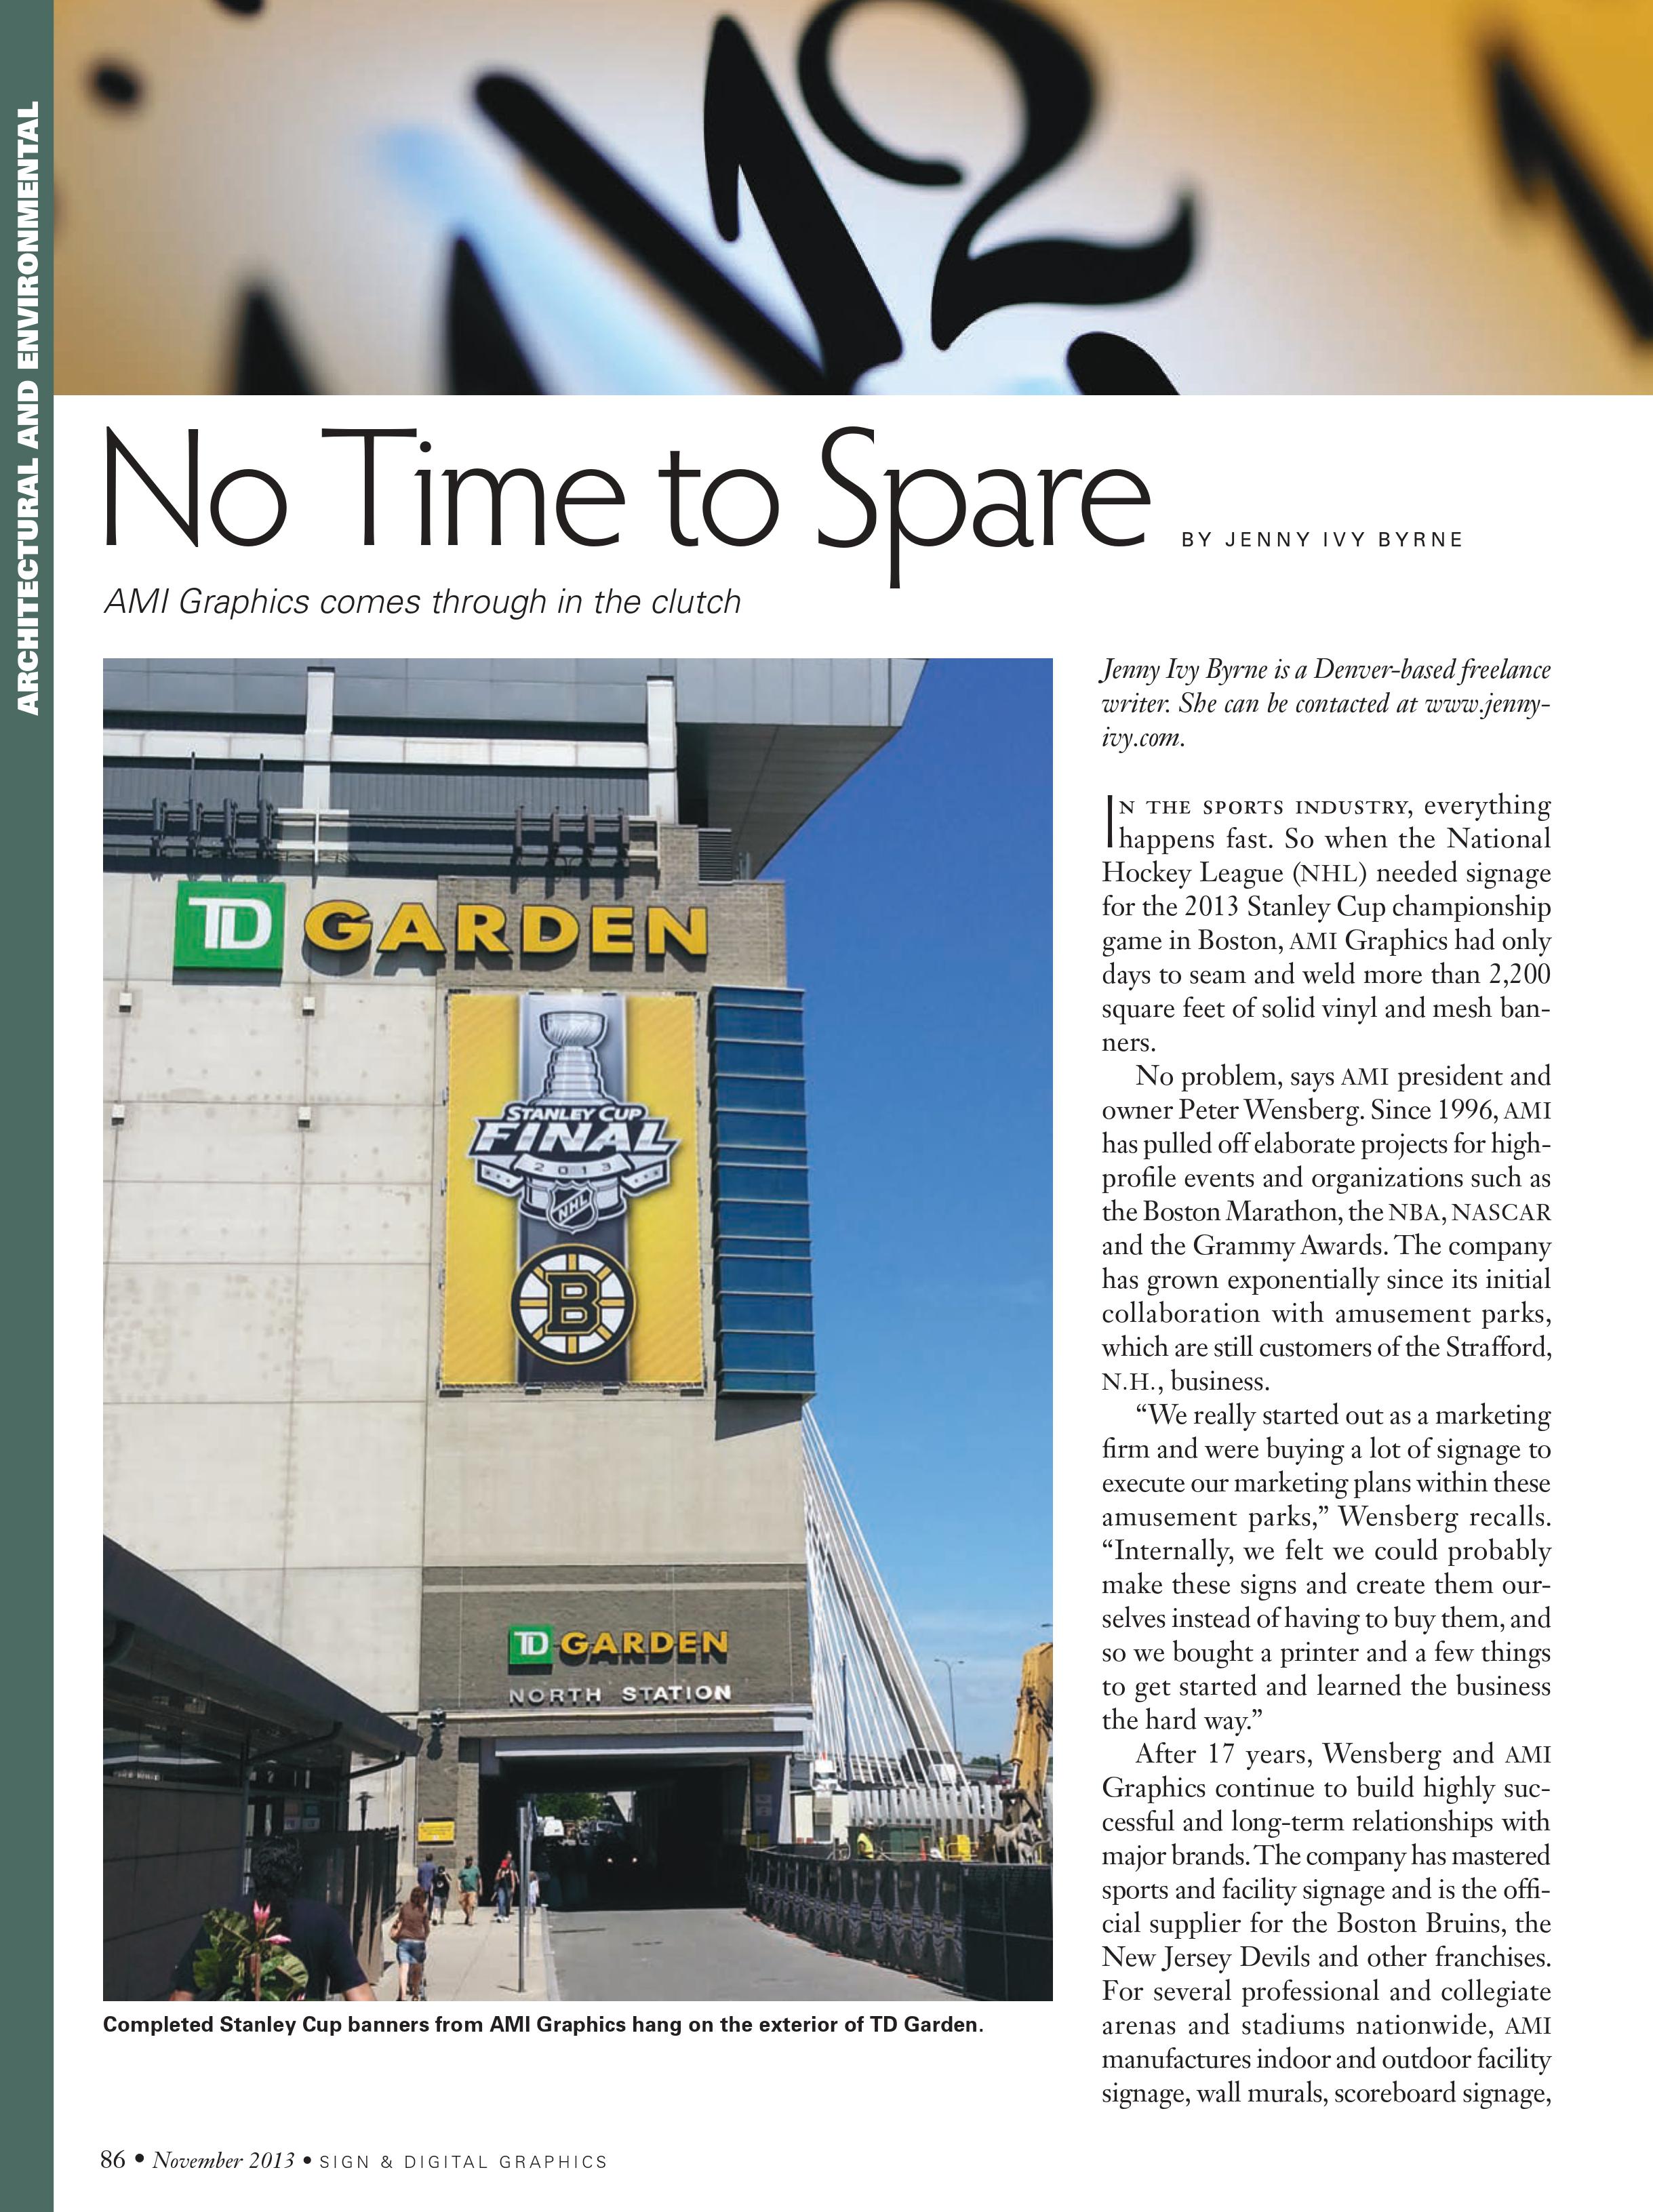 ARCHITECTURAL AND ENVIRONMENTAL
12
No Time to Spare
BY JENNY IVY BYRNE
AMI Graphics comes through in the clutch
TD GARDEN
STANLEY CUP
FINAL
2013
NHL
B
TD GARDEN
NORTH STATION
Completed Stanley Cup banners from AMI Graphics hang on the exterior of TD Garden.
Jenny Ivy Byrne is a Denver-based freelance
writer. She can be contacted at www.jenny-
ivy.com.
IN THE SPORTS INDUSTRY, everything
happens fast. So when the National
Hockey League (NHL) needed signage
for the 2013 Stanley Cup championship
game in Boston, AMI Graphics had only
days to seam and weld more than 2,200
square feet of solid vinyl and mesh ban-
ners.
No problem, says AMI president and
owner Peter Wensberg. Since 1996, AMI
has pulled off elaborate projects for high-
profile events and organizations such as
the Boston Marathon, the NBA, NASCAR
and the Grammy Awards. The company
has grown exponentially since its initial
collaboration with amusement parks,
which are still customers of the Strafford,
N.H., business.
“We really started out as a marketing
firm and were buying a lot of signage to
execute our marketing plans within these
amusement parks,” Wensberg recalls.
“Internally, we felt we could probably
make these signs and create them our-
selves instead of having to buy them, and
so we bought a printer and a few things
to get started and learned the business
the hard way.”
After 17 years, Wensberg and AMI
Graphics continue to build highly suc-
cessful and long-term relationships with
major brands. The company has mastered
sports and facility signage and is the offi-
cial supplier for the Boston Bruins, the
New Jersey Devils and other franchises.
For several professional and collegiate
arenas and stadiums nationwide, AMI
manufactures indoor and outdoor facility
signage, wall murals, scoreboard signage,
86 • November 2013 • SIGN & DIGITAL GRAPHICS